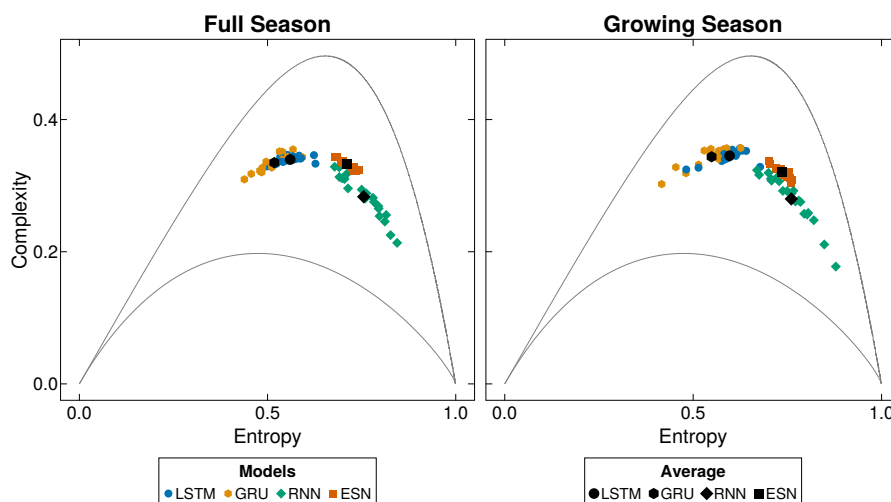 Full Season
Growing Season
Complexity
0.4
0.2
0.0
0.0
0.5
1.0
0.0
0.5
1.0
Entropy
Entropy
Models
LSTM GRU RNN ESN
Average
LSTM GRU RNN ESN